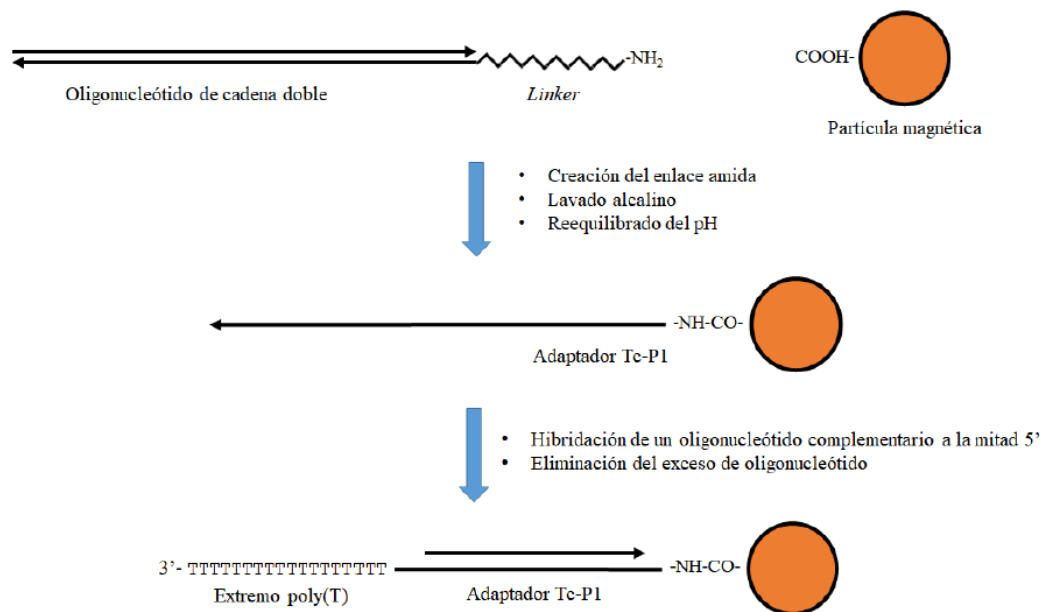 -NH2
COOH-
Oligonucleótido de cadena doble
Linker
Partícula magnética
• Creación del enlace amida
• Lavado alcalino
• Reequilibrado del pH
-NH-CO-
Adaptador Tc-P1
• Hibridación de un oligonucleótido complementario a la mitad 5’
• Eliminación del exceso de oligonucleótido
3’- TTTTTTTTTTTTTTTTTT
-NH-CO-
Extremo poly(T)
Adaptador Tc-P1